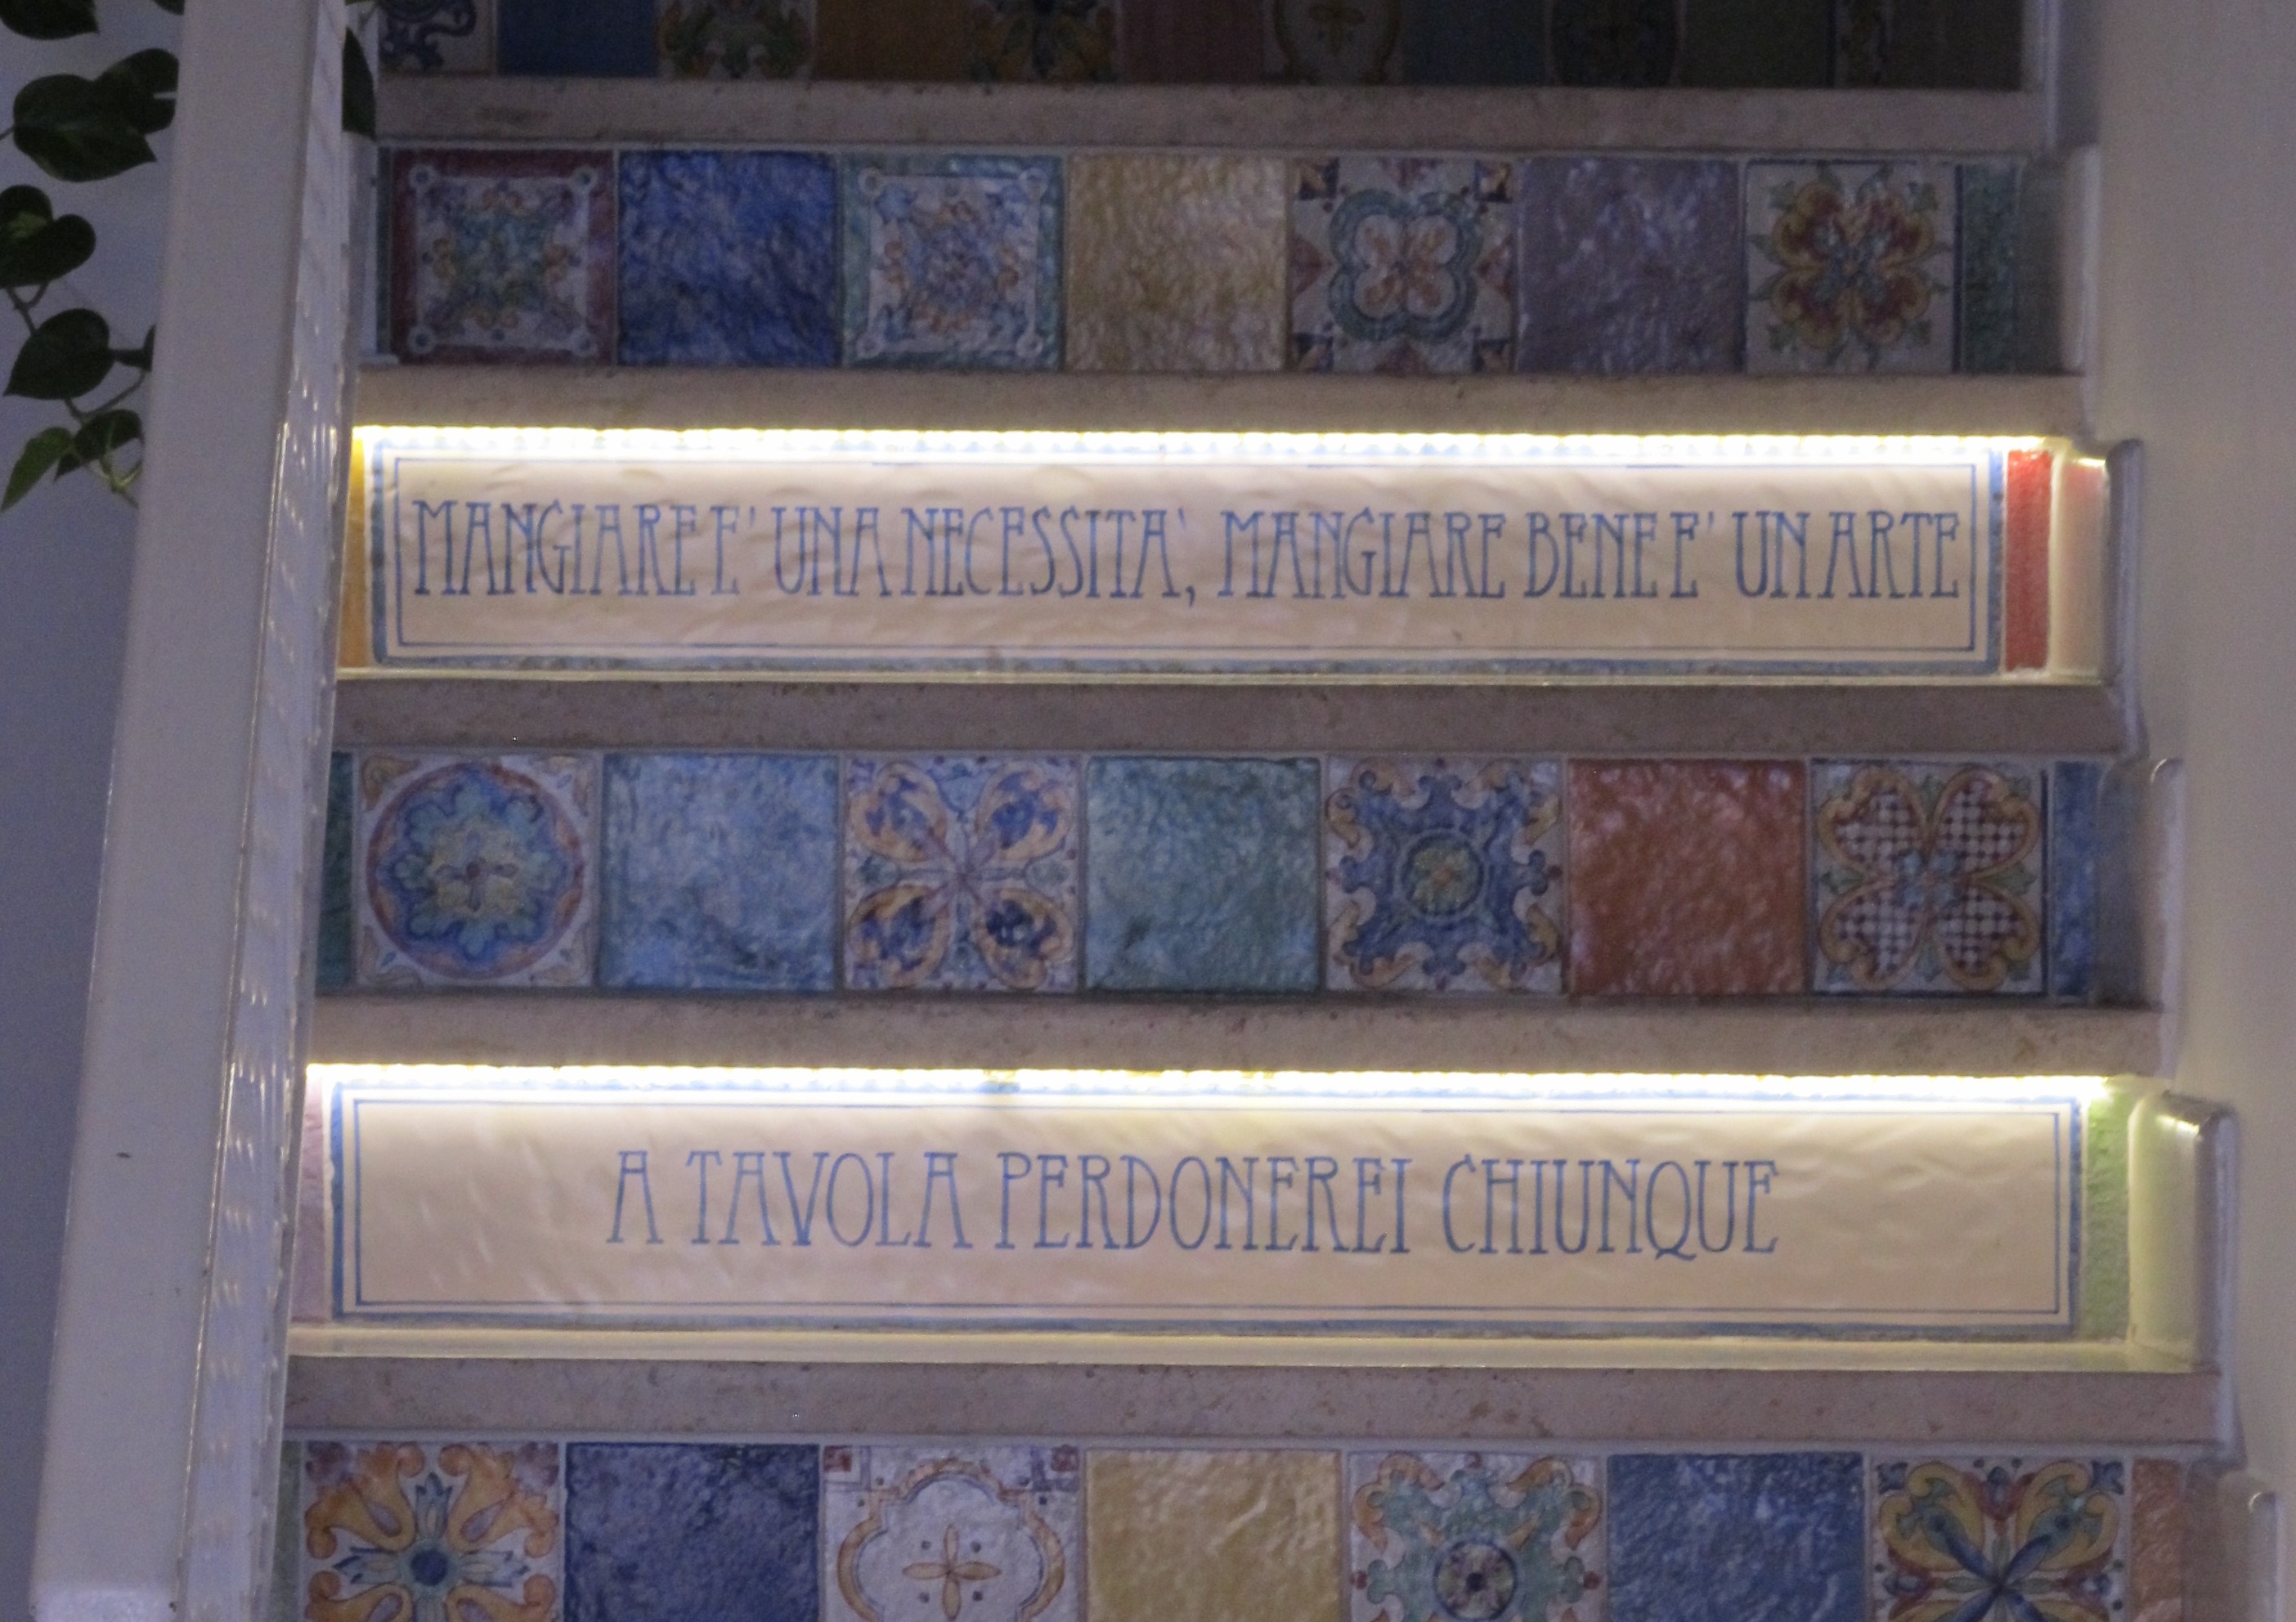 MANGIARE E' UNA NECESSITA', MANGIARE BENE E' UN ARTE
A TAVOLA PERDONEREI CHIUNQUE